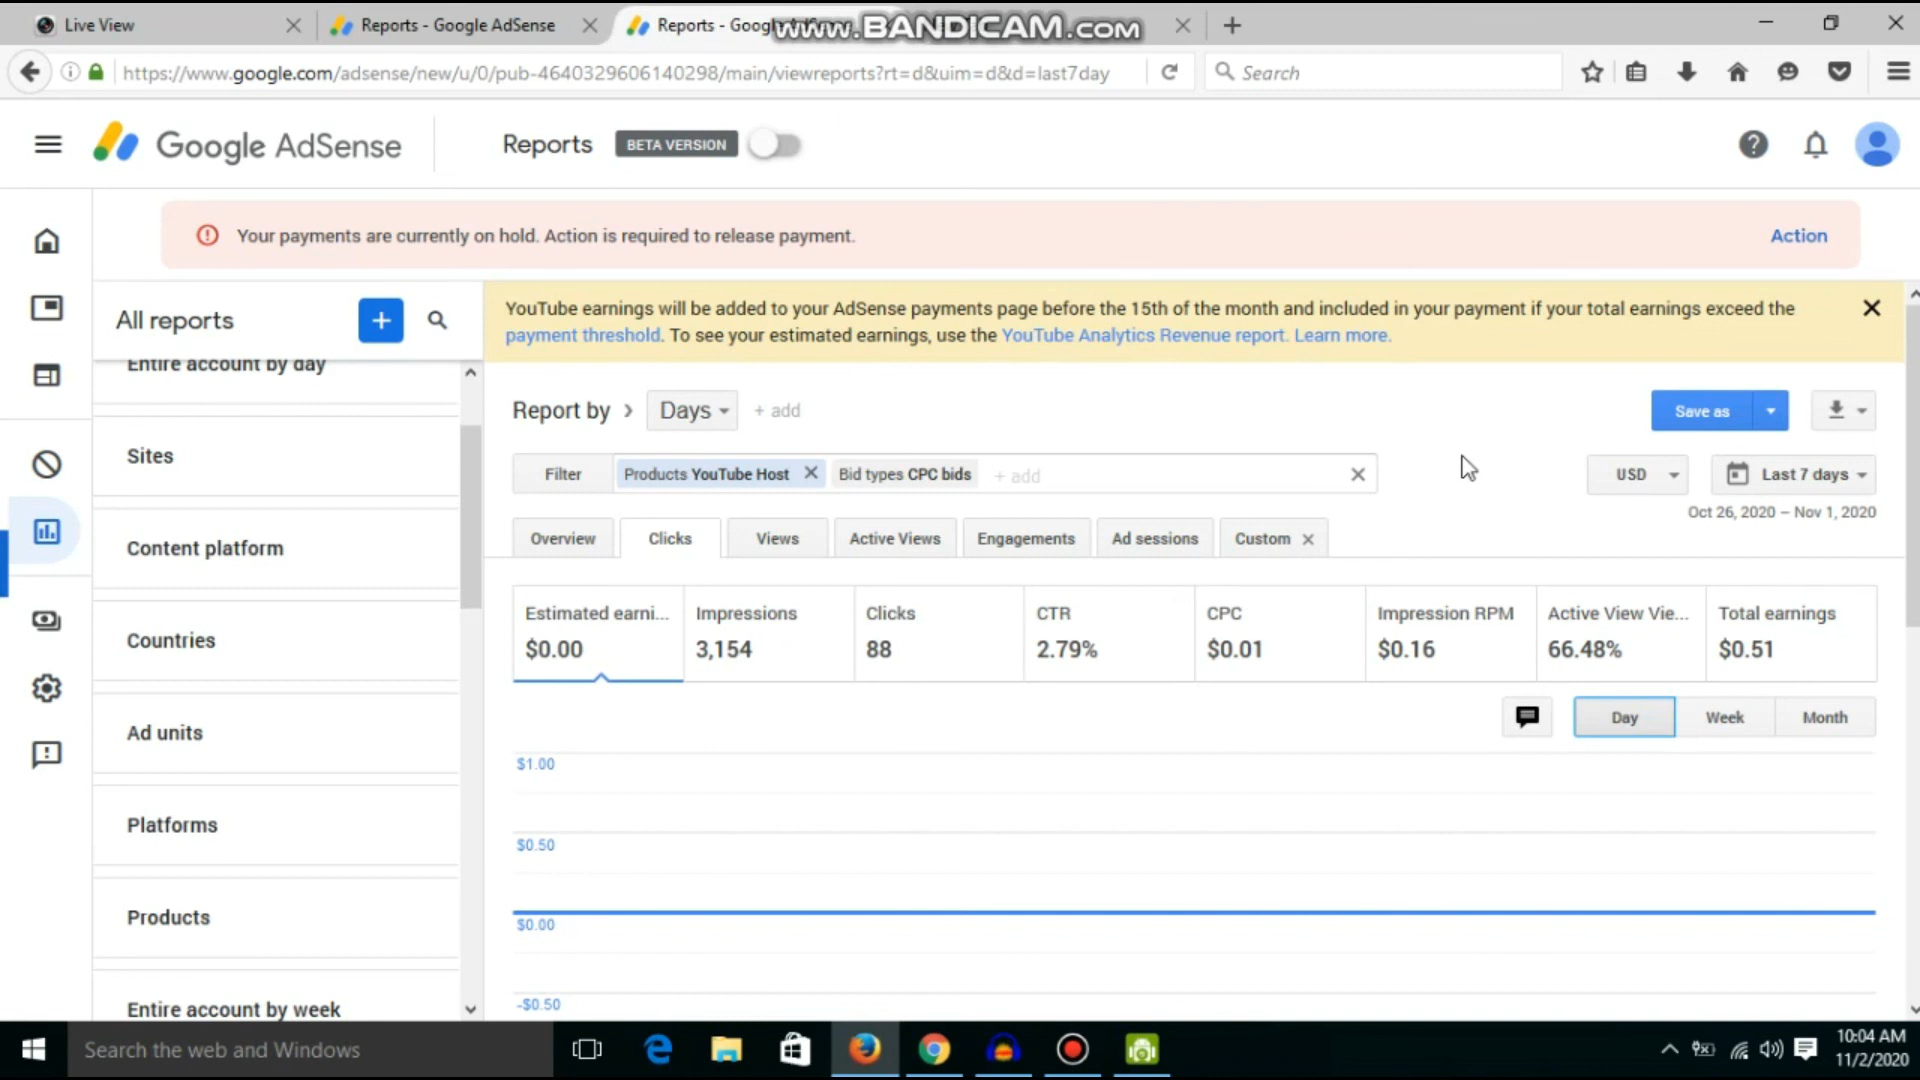 Live View
Reports - Google AdSense
Reports - Goog
www.BANDICAM.com
https://www.google.com/adsense/new/u/0/pub-4640329606140298/main/viewreports?rt=d&uim=d&d=last7day
Search
Google AdSense
Reports
BETA VERSION
Your payments are currently on hold. Action is required to release payment.
Action
All reports
+
YouTube earnings will be added to your AdSense payments page before the 15th of the month and included in your payment if your total earnings exceed the
payment threshold. To see your estimated earnings, use the YouTube Analytics Revenue report. Learn more.
Entire account by day
Sites
Content platform
Countries
Ad units
Platforms
Products
Entire account by week
Report by > Days + add
Save as
Filter Products YouTube Host Bid types CPC bids + add
USD
Last 7 days
Oct 26, 2020 – Nov 1, 2020
Overview Clicks Views Active Views Engagements Ad sessions Custom
Estimated earni... Impressions Clicks CTR CPC Impression RPM Active View Vie... Total earnings
$0.00 3,154 88 2.79% $0.01 $0.16 66.48% $0.51
Day Week Month
$1.00
$0.50
$0.00
-$0.50
Search the web and Windows
10:04 AM
11/2/2020